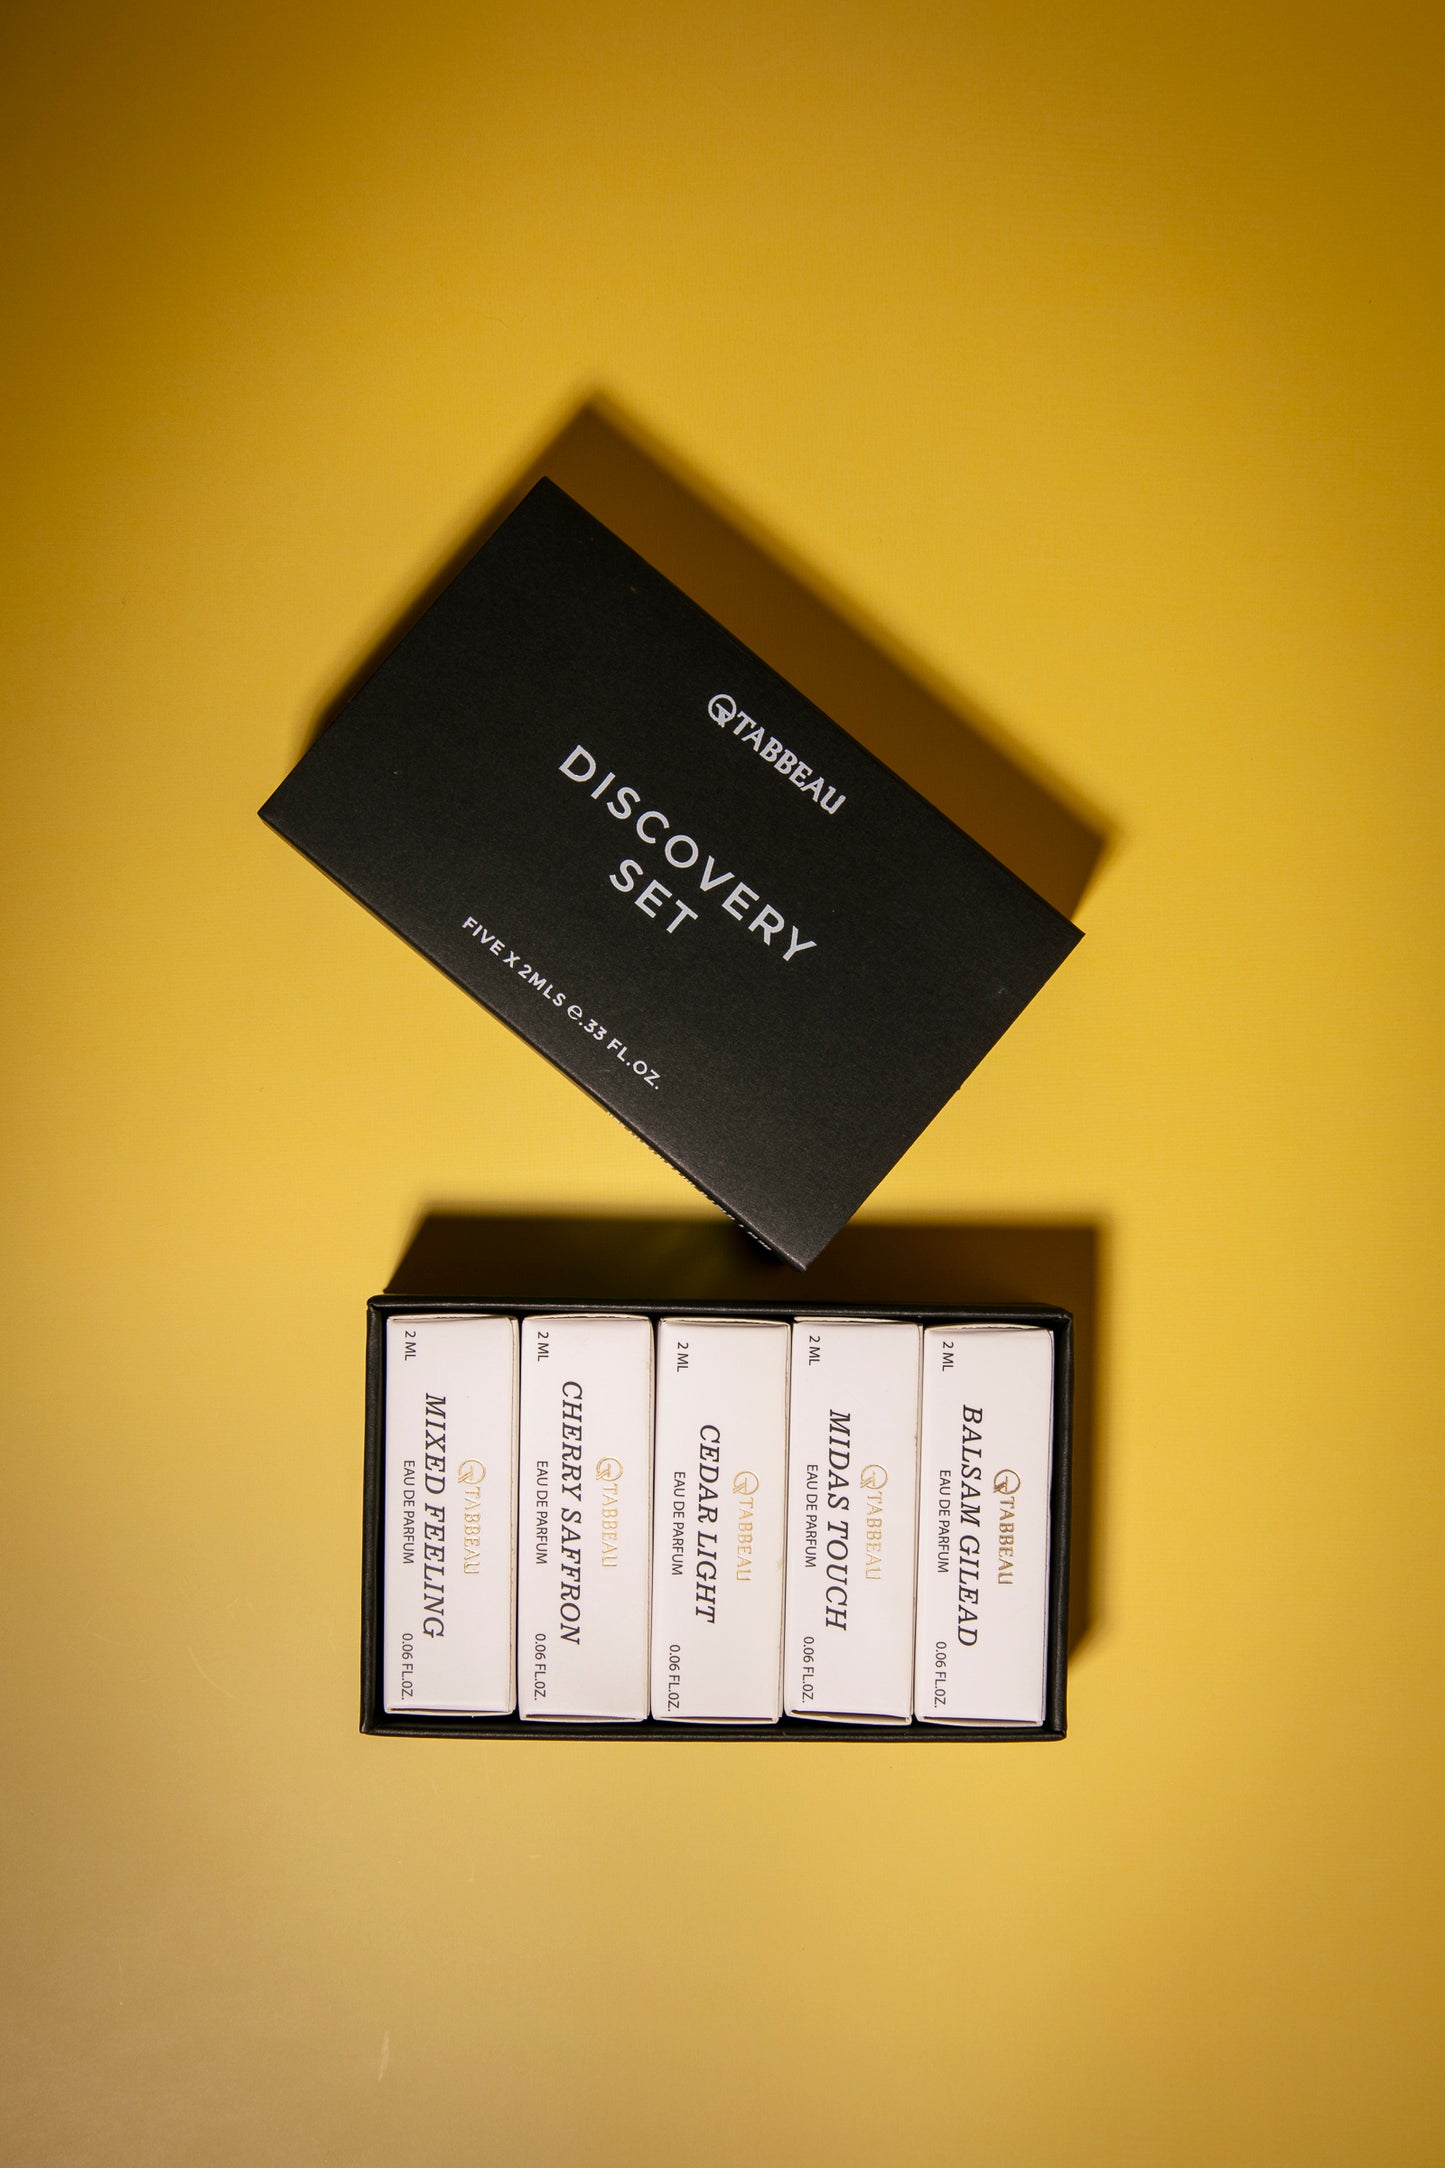 TABBEAU
DISCOVERY
SET
FIVE X 2MLS ℮.33 FL.OZ.
2 ML
TABBEAU
MIXED FEELING
EAU DE PARFUM
0.06 FL.OZ.
2 ML
TABBEAU
CHERRY SAFFRON
EAU DE PARFUM
0.06 FL.OZ.
2 ML
TABBEAU
CEDAR LIGHT
EAU DE PARFUM
0.06 FL.OZ.
2 ML
TABBEAU
MIDAS TOUCH
EAU DE PARFUM
0.06 FL.OZ.
2 ML
TABBEAU
BALSAM GILEAD
EAU DE PARFUM
0.06 FL.OZ.